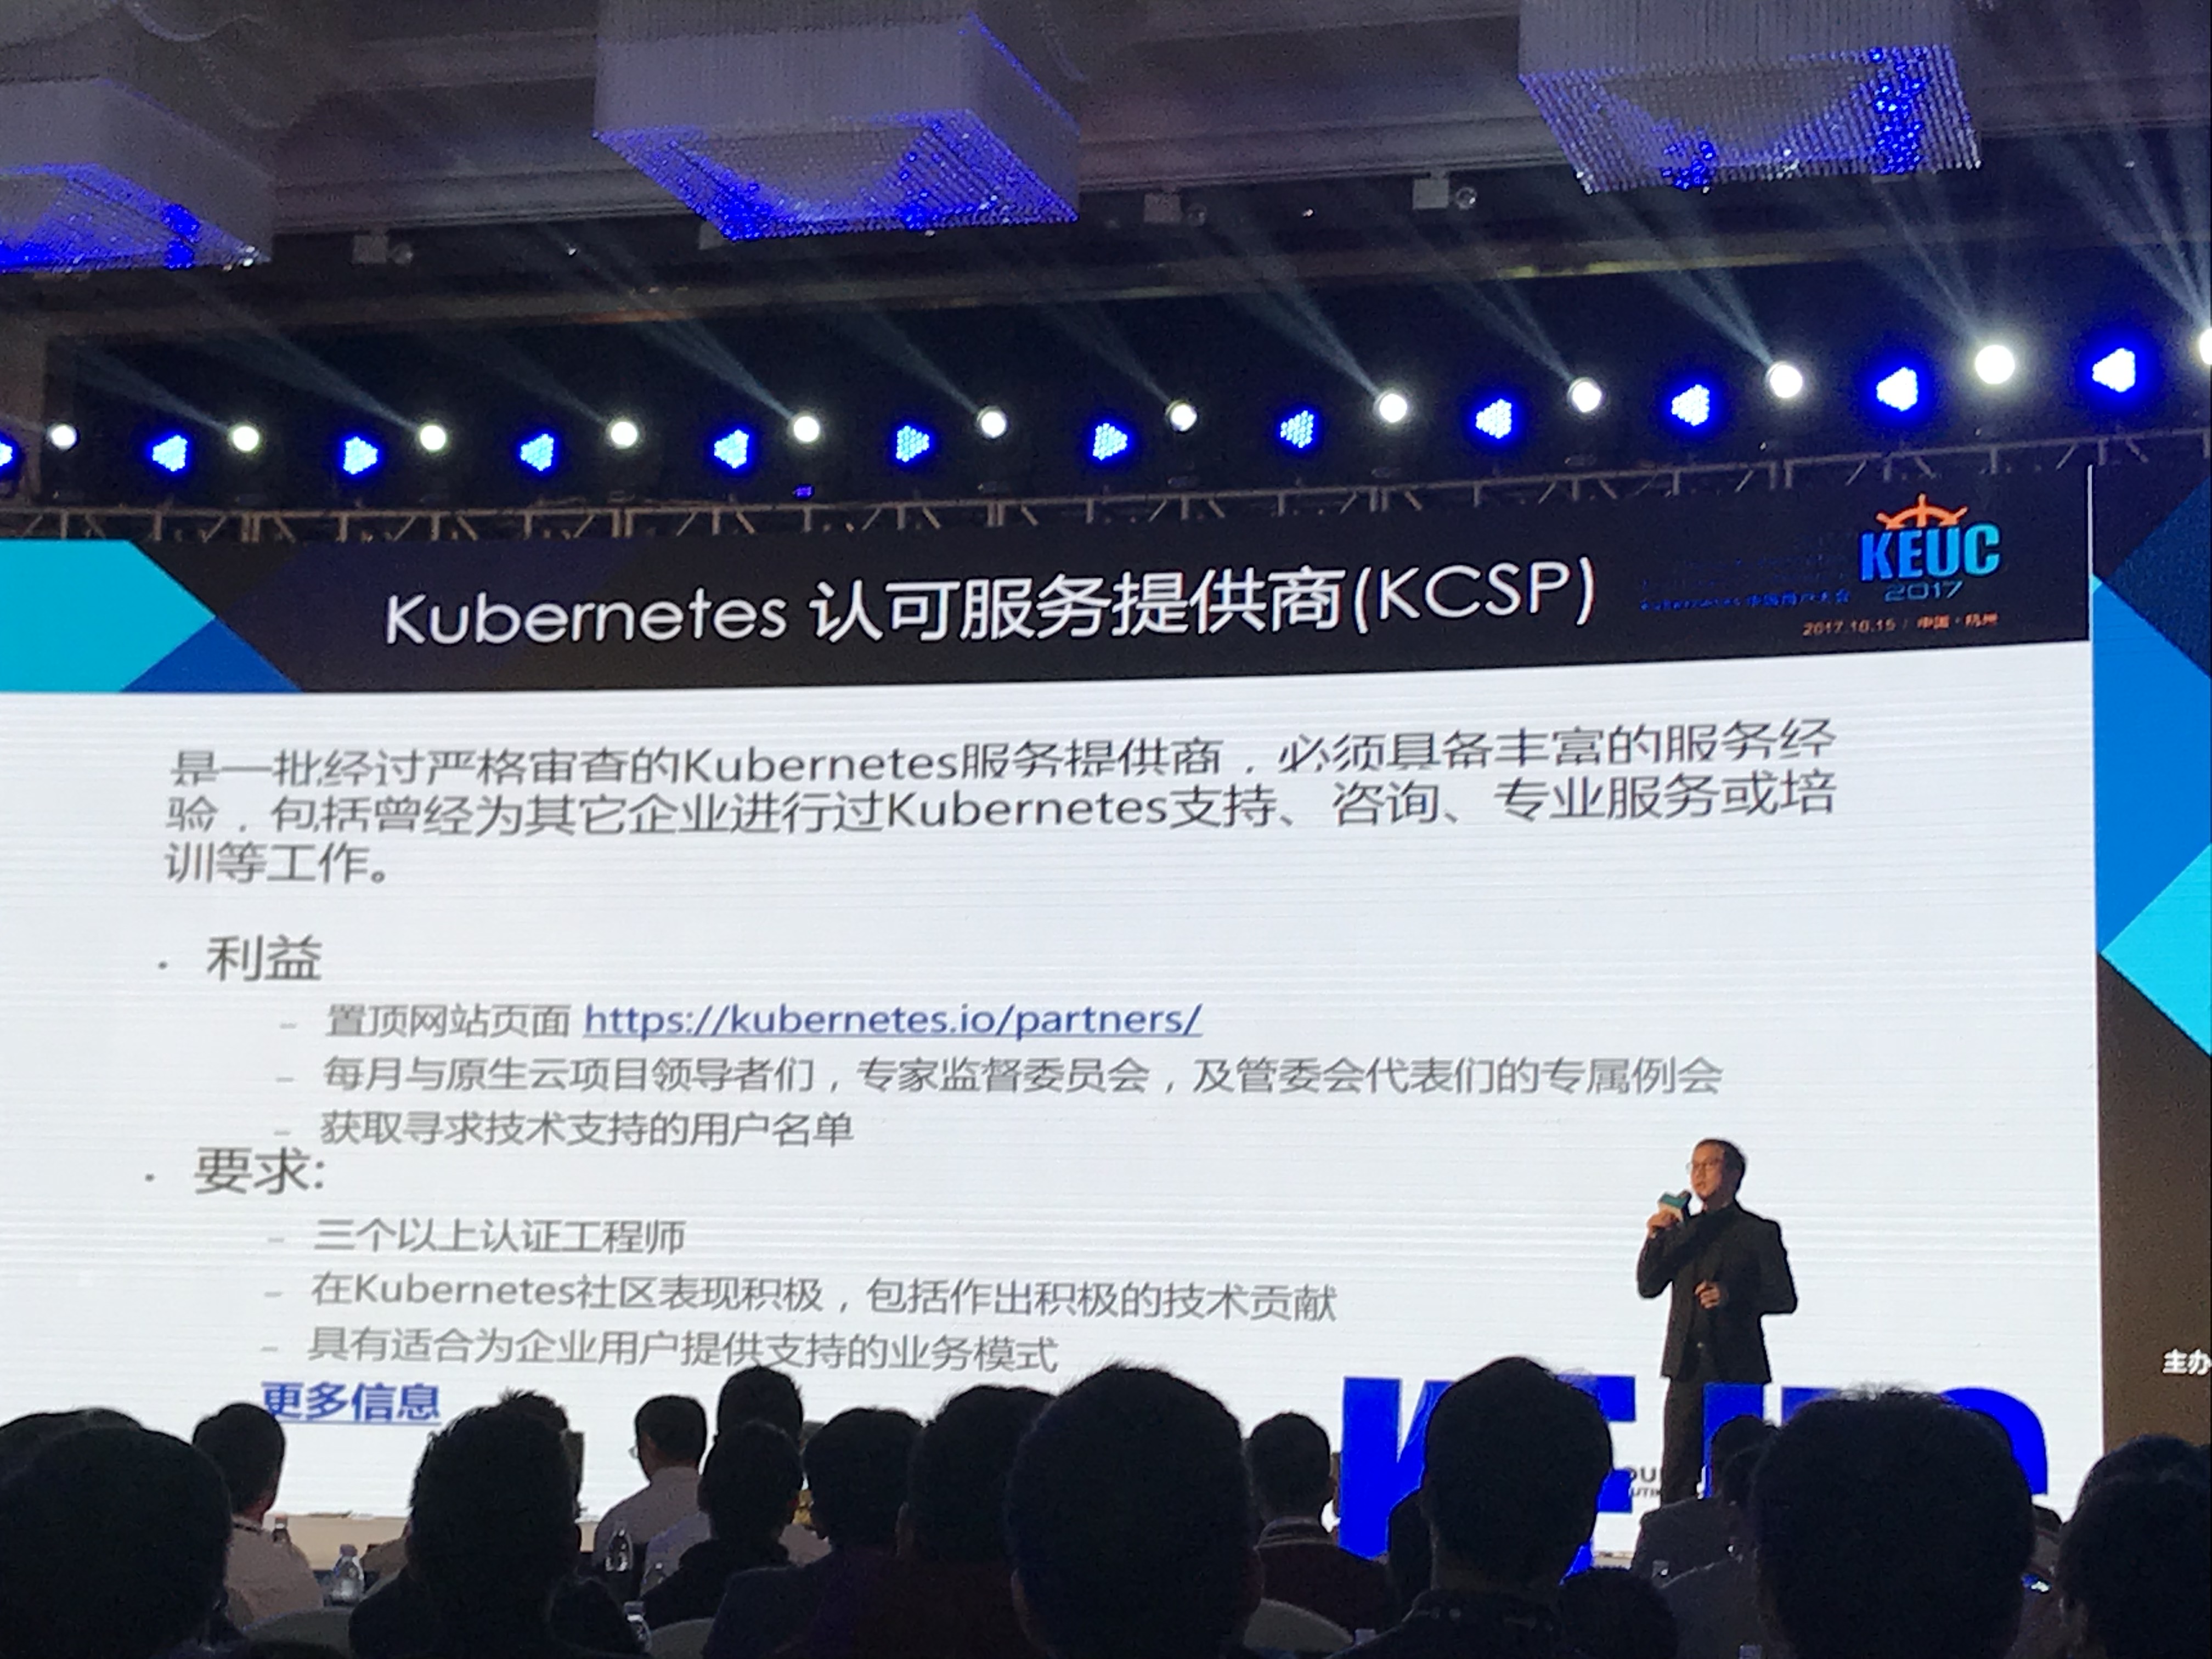 KEUC
2017
2017.10.15 / 中国·杭州
Kubernetes 认可服务提供商(KCSP)
是一批经过严格审查的Kubernetes服务提供商，必须具备丰富的服务经
验，包括曾经为其它企业进行过Kubernetes支持、咨询、专业服务或培
训等工作。
· 利益
– 置顶网站页面 https://kubernetes.io/partners/
– 每月与原生云项目领导者们，专家监督委员会，及管委会代表们的专属例会
– 获取寻求技术支持的用户名单
· 要求:
– 三个以上认证工程师
– 在Kubernetes社区表现积极，包括作出积极的技术贡献
– 具有适合为企业用户提供支持的业务模式
更多信息
主办